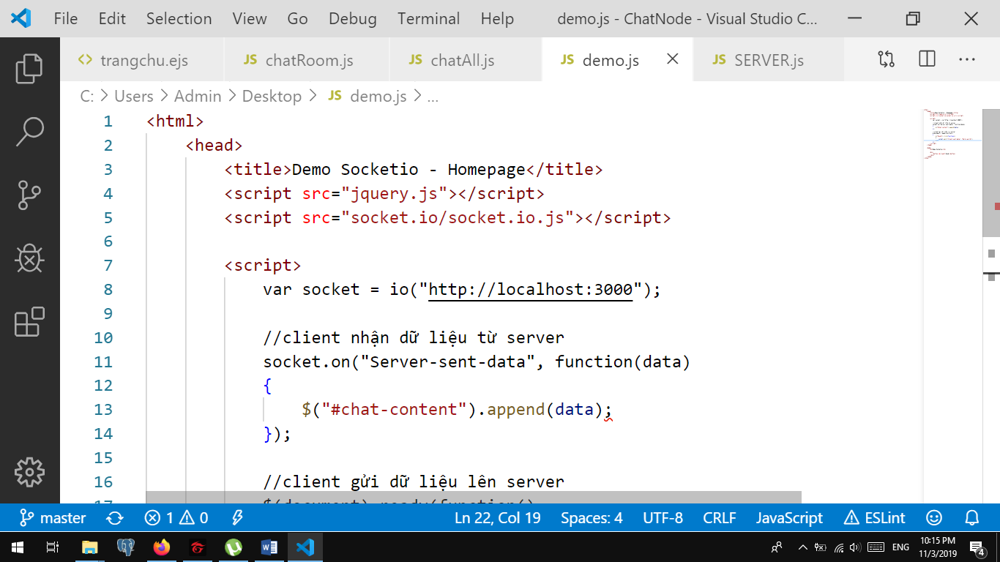 File Edit Selection View Go Debug Terminal Help demo.js - ChatNode - Visual Studio C...
<> trangchu.ejs JS chatRoom.js JS chatAll.js JS demo.js JS SERVER.js
C: > Users > Admin > Desktop > JS demo.js > ...
1 <html>
2 <head>
3 <title>Demo Socketio - Homepage</title>
4 <script src="jquery.js"></script>
5 <script src="socket.io/socket.io.js"></script>
6
7 <script>
8 var socket = io("http://localhost:3000");
9
10 //client nhận dữ liệu từ server
11 socket.on("Server-sent-data", function(data)
12 {
13 $("#chat-content").append(data);
14 });
15
16 //client gửi dữ liệu lên server
17 $(document).ready(function()
master 1 0 Ln 22, Col 19 Spaces: 4 UTF-8 CRLF JavaScript ESLint
ENG 10:15 PM
11/3/2019 4